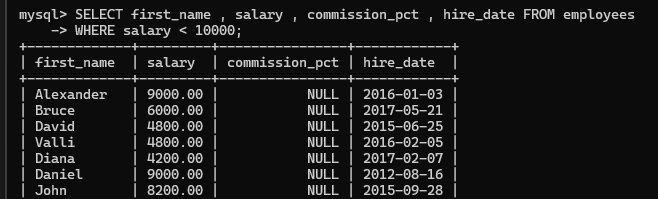 mysql> SELECT first_name , salary , commission_pct , hire_date FROM employees
    -> WHERE salary < 10000;
+-------------+---------+----------------+------------+
| first_name  | salary  | commission_pct | hire_date  |
+-------------+---------+----------------+------------+
| Alexander   | 9000.00 |           NULL | 2016-01-03 |
| Bruce       | 6000.00 |           NULL | 2017-05-21 |
| David       | 4800.00 |           NULL | 2015-06-25 |
| Valli       | 4800.00 |           NULL | 2016-02-05 |
| Diana       | 4200.00 |           NULL | 2017-02-07 |
| Daniel      | 9000.00 |           NULL | 2012-08-16 |
| John        | 8200.00 |           NULL | 2015-09-28 |